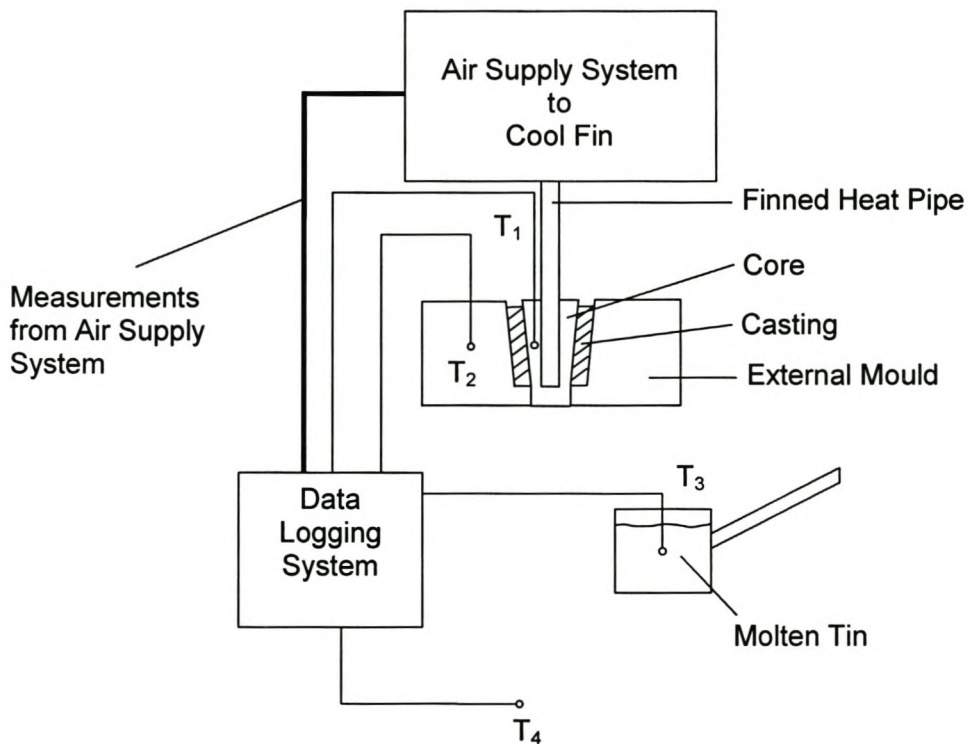 Air Supply System
to
Cool Fin
Finned Heat Pipe
T₁
Core
Measurements
from Air Supply
System
Casting
T₂
External Mould
T₃
Data
Logging
System
Molten Tin
T₄